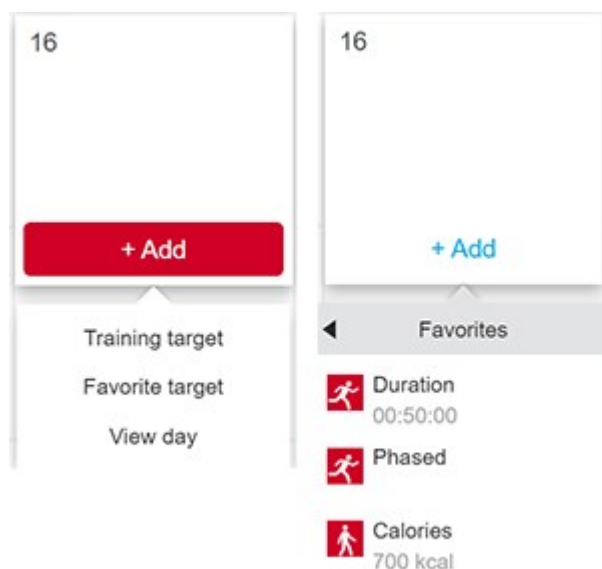 16
+ Add
Training target
Favorite target
View day
16
+ Add
Favorites
Duration
00:50:00
Phased
Calories
700 kcal